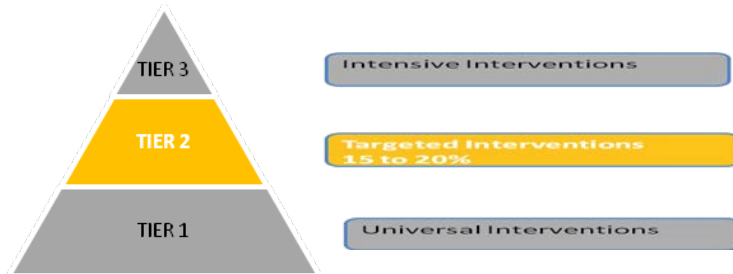 TIER 3
Intensive Interventions
TIER 2
Targeted Interventions
15 to 20%
TIER 1
Universal Interventions